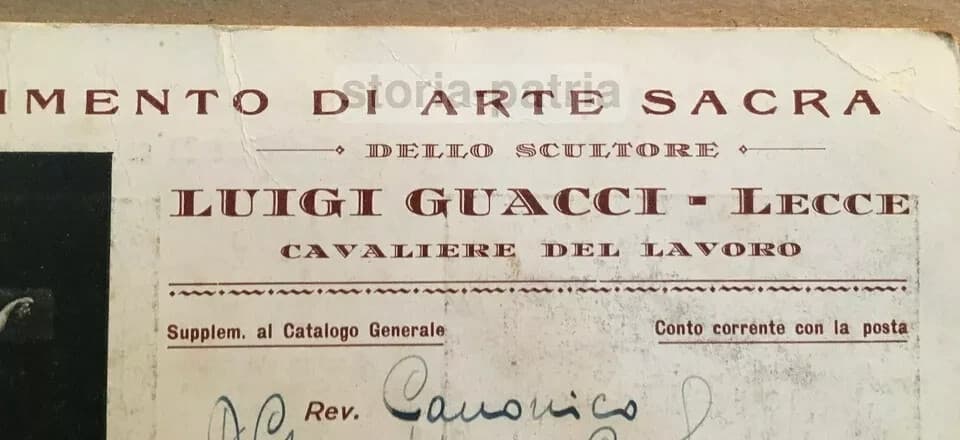 IMENTO DI ARTE SACRA
storia patria
DELLO SCULTORE
LUIGI GUACCI - LECCE
CAVALIERE DEL LAVORO
Supplem. al Catalogo Generale
Conto corrente con la posta
Rev. Canonico